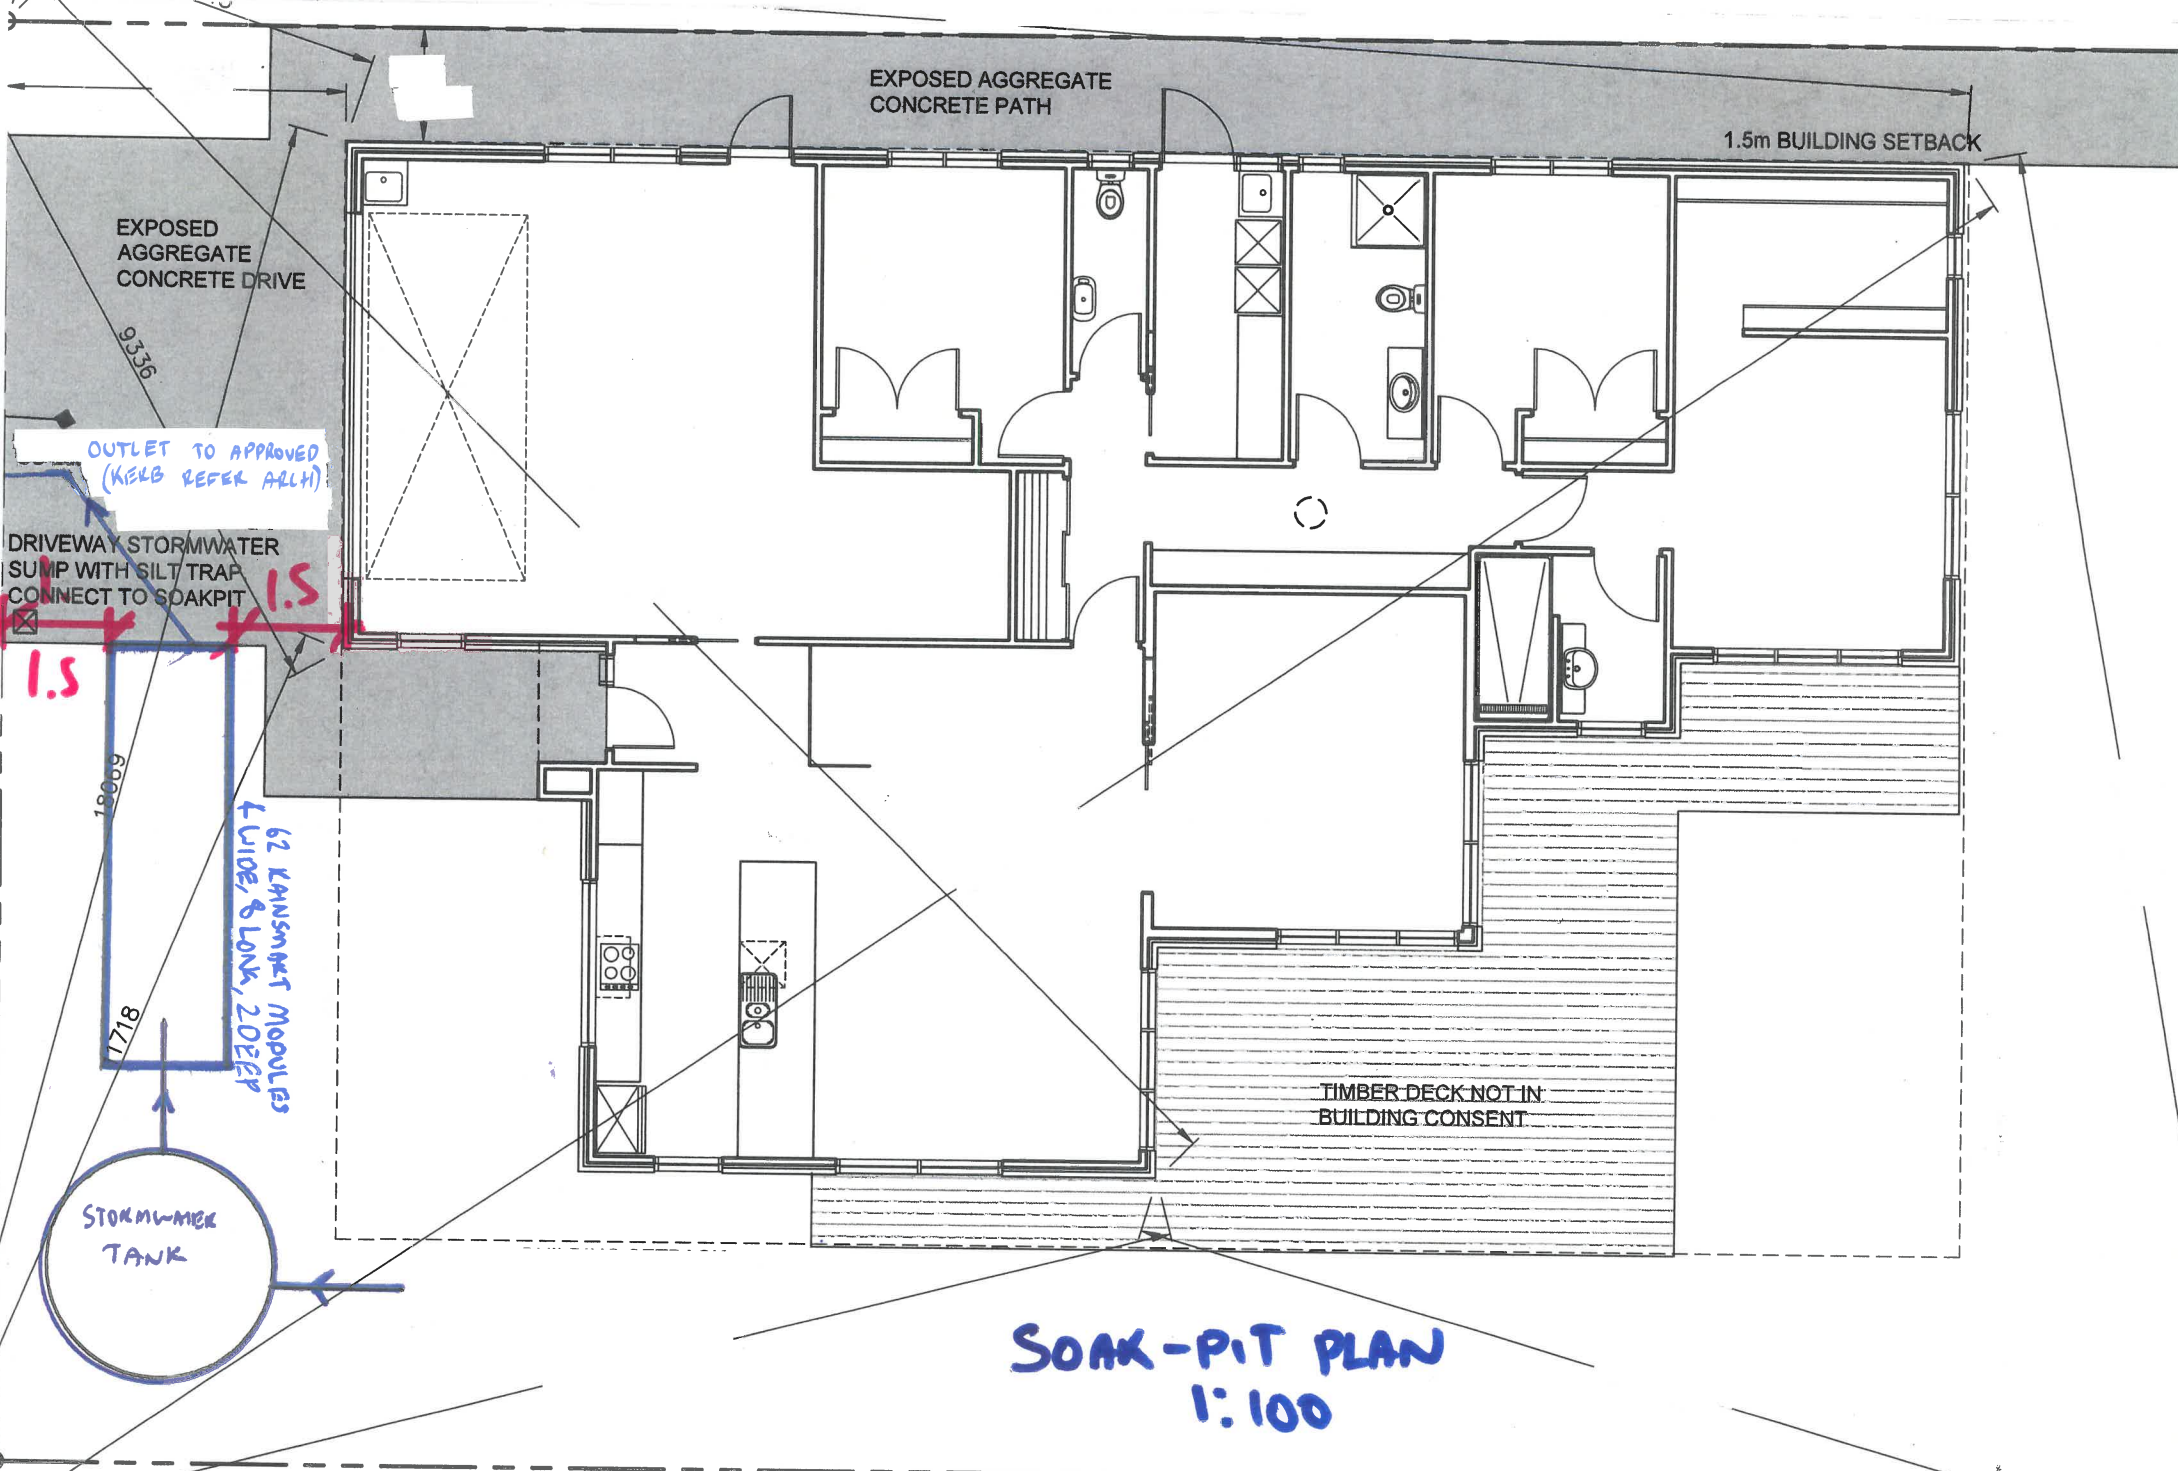 EXPOSED AGGREGATE
CONCRETE PATH
1.5m BUILDING SETBACK
EXPOSED
AGGREGATE
CONCRETE DRIVE
9336
OUTLET TO APPROVED
(KERB REFER ARCH)
DRIVEWAY STORMWATER
SUMP WITH SILT TRAP
CONNECT TO SOAKPIT
1.5
1.5
18069
1718
62 KANSMART MODULES
4 WIDE, 8 LONG, 2 DEEP
TIMBER DECK NOT IN
BUILDING CONSENT
STORMWATER
TANK
SOAK-PIT PLAN
1:100